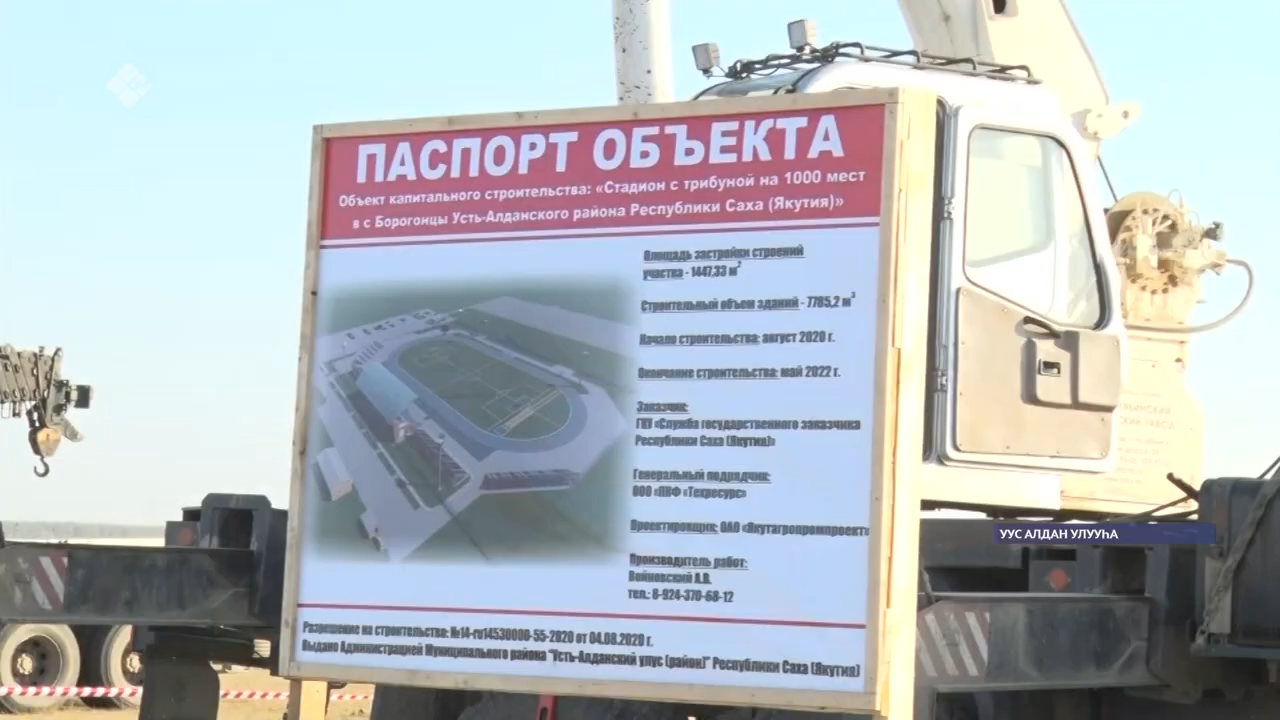 ПАСПОРТ ОБЪЕКТА
Объект капитального строительства: «Стадион с трибуной на 1000 мест
в с Борогонцы Усть-Алданского района Республики Саха (Якутия)»
Площадь застройки строений
участка - 1447,33 м²
Строительный объем зданий - 7785,2 м³
Начало строительства: август 2020 г.
Окончание строительства: май 2022 г.
Заказчик:
ГКУ «Служба государственного заказчика
Республики Саха (Якутия)»
Генеральный подрядчик:
ООО «ПКФ «Техресурс»
Проектировщик: ОАО «Якутагропромпроект»
Производитель работ:
Войновский А.В.
тел.: 8-924-370-68-12
Разрешение на строительство: №14-ru14530000-55-2020 от 04.08.2020 г.
Выдано Администрацией Муниципального района "Усть-Алданский улус (район)" Республики Саха (Якутия)
УУС АЛДАН УЛУУҺА